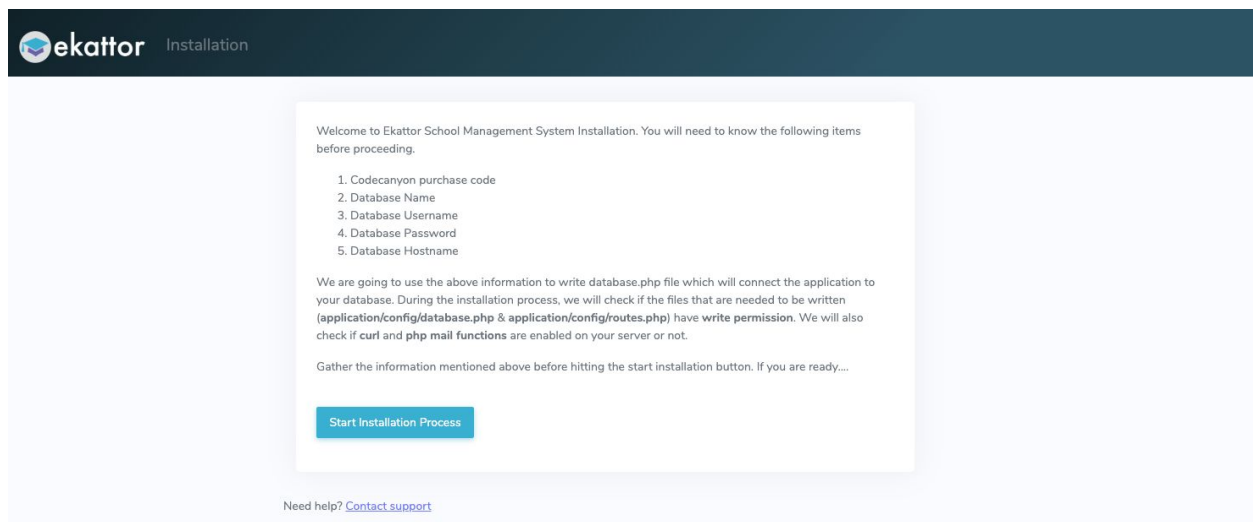 ekattor Installation
Welcome to Ekattor School Management System Installation. You will need to know the following items
before proceeding.
1. Codecanyon purchase code
2. Database Name
3. Database Username
4. Database Password
5. Database Hostname
We are going to use the above information to write database.php file which will connect the application to
your database. During the installation process, we will check if the files that are needed to be written
(application/config/database.php & application/config/routes.php) have write permission. We will also
check if curl and php mail functions are enabled on your server or not.
Gather the information mentioned above before hitting the start installation button. If you are ready....
Start Installation Process
Need help? Contact support